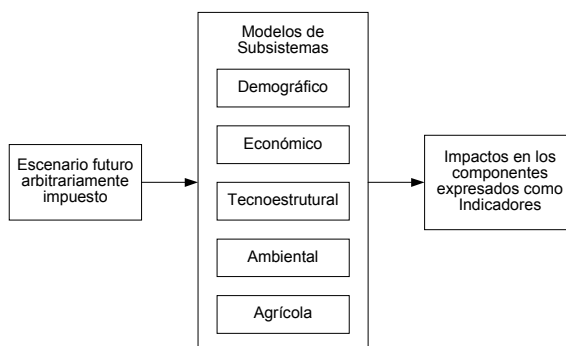 Modelos de
Subsistemas
Demográfico
Económico
Tecnoestrutural
Ambiental
Agrícola
Escenario futuro
arbitrariamente
impuesto
Impactos en los
componentes
expresados como
Indicadores